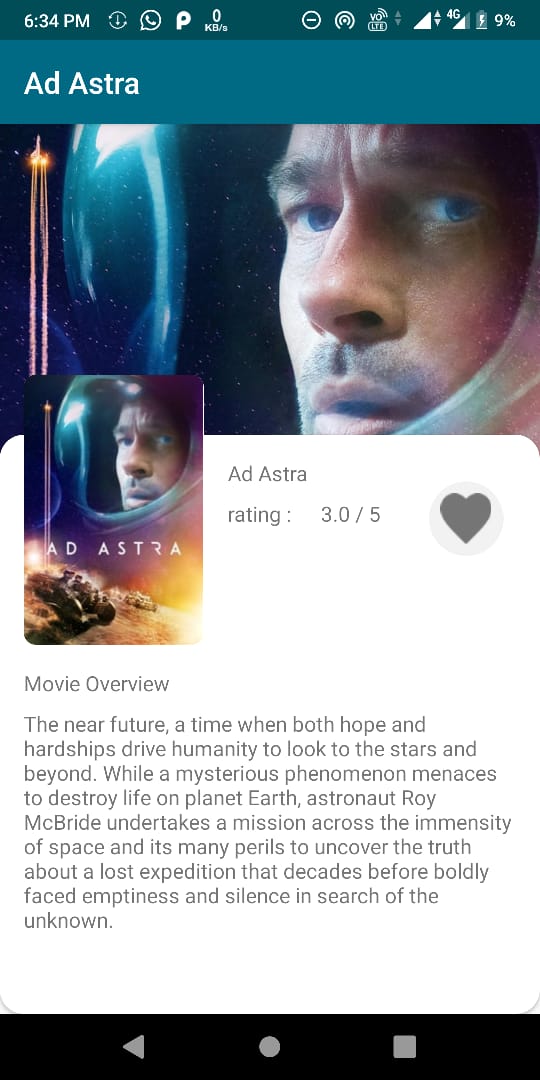 6:34 PM
0
KB/s
VO
LTE
4G
9%
Ad Astra
AD ASTRA
Ad Astra
rating :
3.0 / 5
Movie Overview
The near future, a time when both hope and
hardships drive humanity to look to the stars and
beyond. While a mysterious phenomenon menaces
to destroy life on planet Earth, astronaut Roy
McBride undertakes a mission across the immensity
of space and its many perils to uncover the truth
about a lost expedition that decades before boldly
faced emptiness and silence in search of the
unknown.